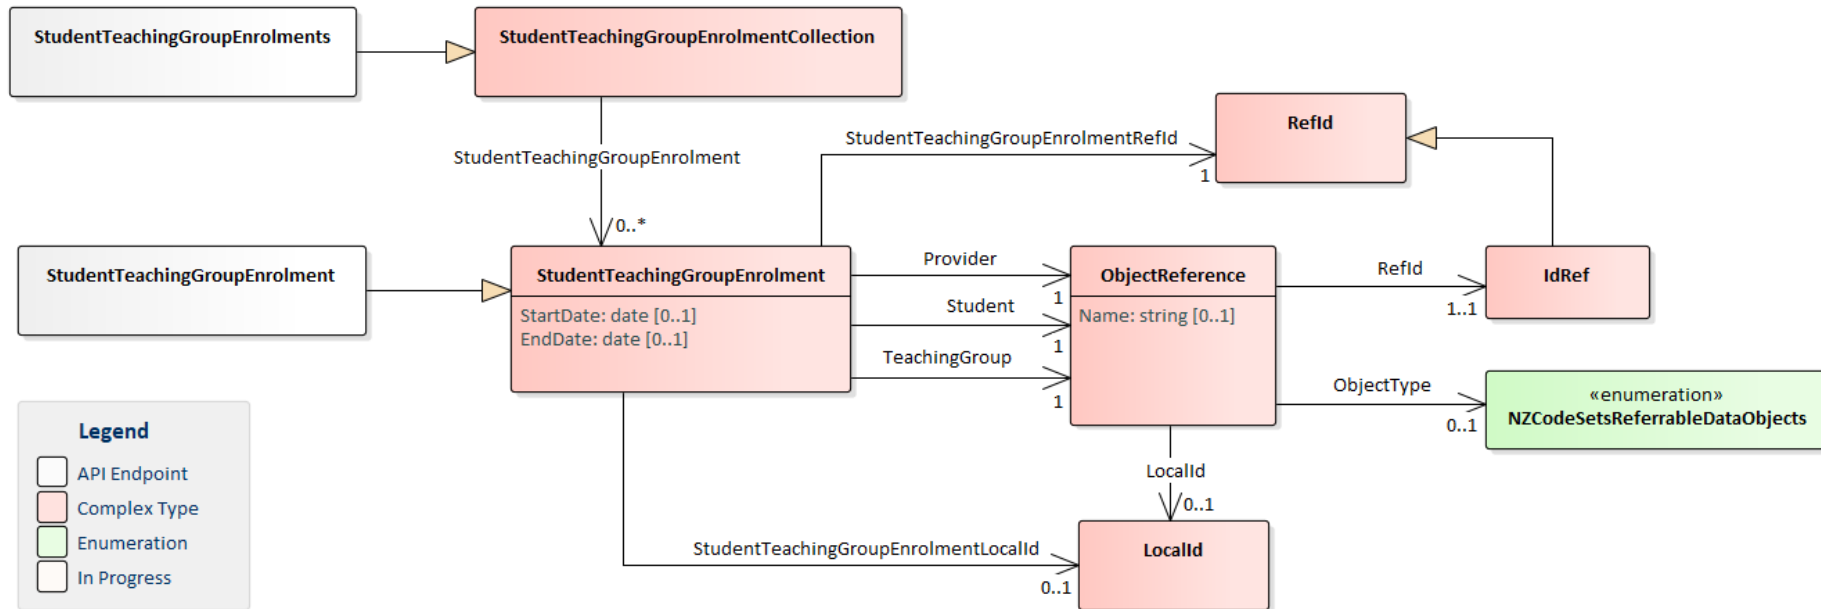 StudentTeachingGroupEnrolments
StudentTeachingGroupEnrolmentCollection
RefId
StudentTeachingGroupEnrolmentRefId
1
StudentTeachingGroupEnrolment
0..*
StudentTeachingGroupEnrolment
StudentTeachingGroupEnrolment
StartDate: date [0..1]
EndDate: date [0..1]
Provider
1
Student
1
TeachingGroup
1
ObjectReference
Name: string [0..1]
RefId
1..1
IdRef
ObjectType
0..1
«enumeration»
NZCodeSetsReferrableDataObjects
LocalId
0..1
LocalId
StudentTeachingGroupEnrolmentLocalId
0..1
Legend
API Endpoint
Complex Type
Enumeration
In Progress